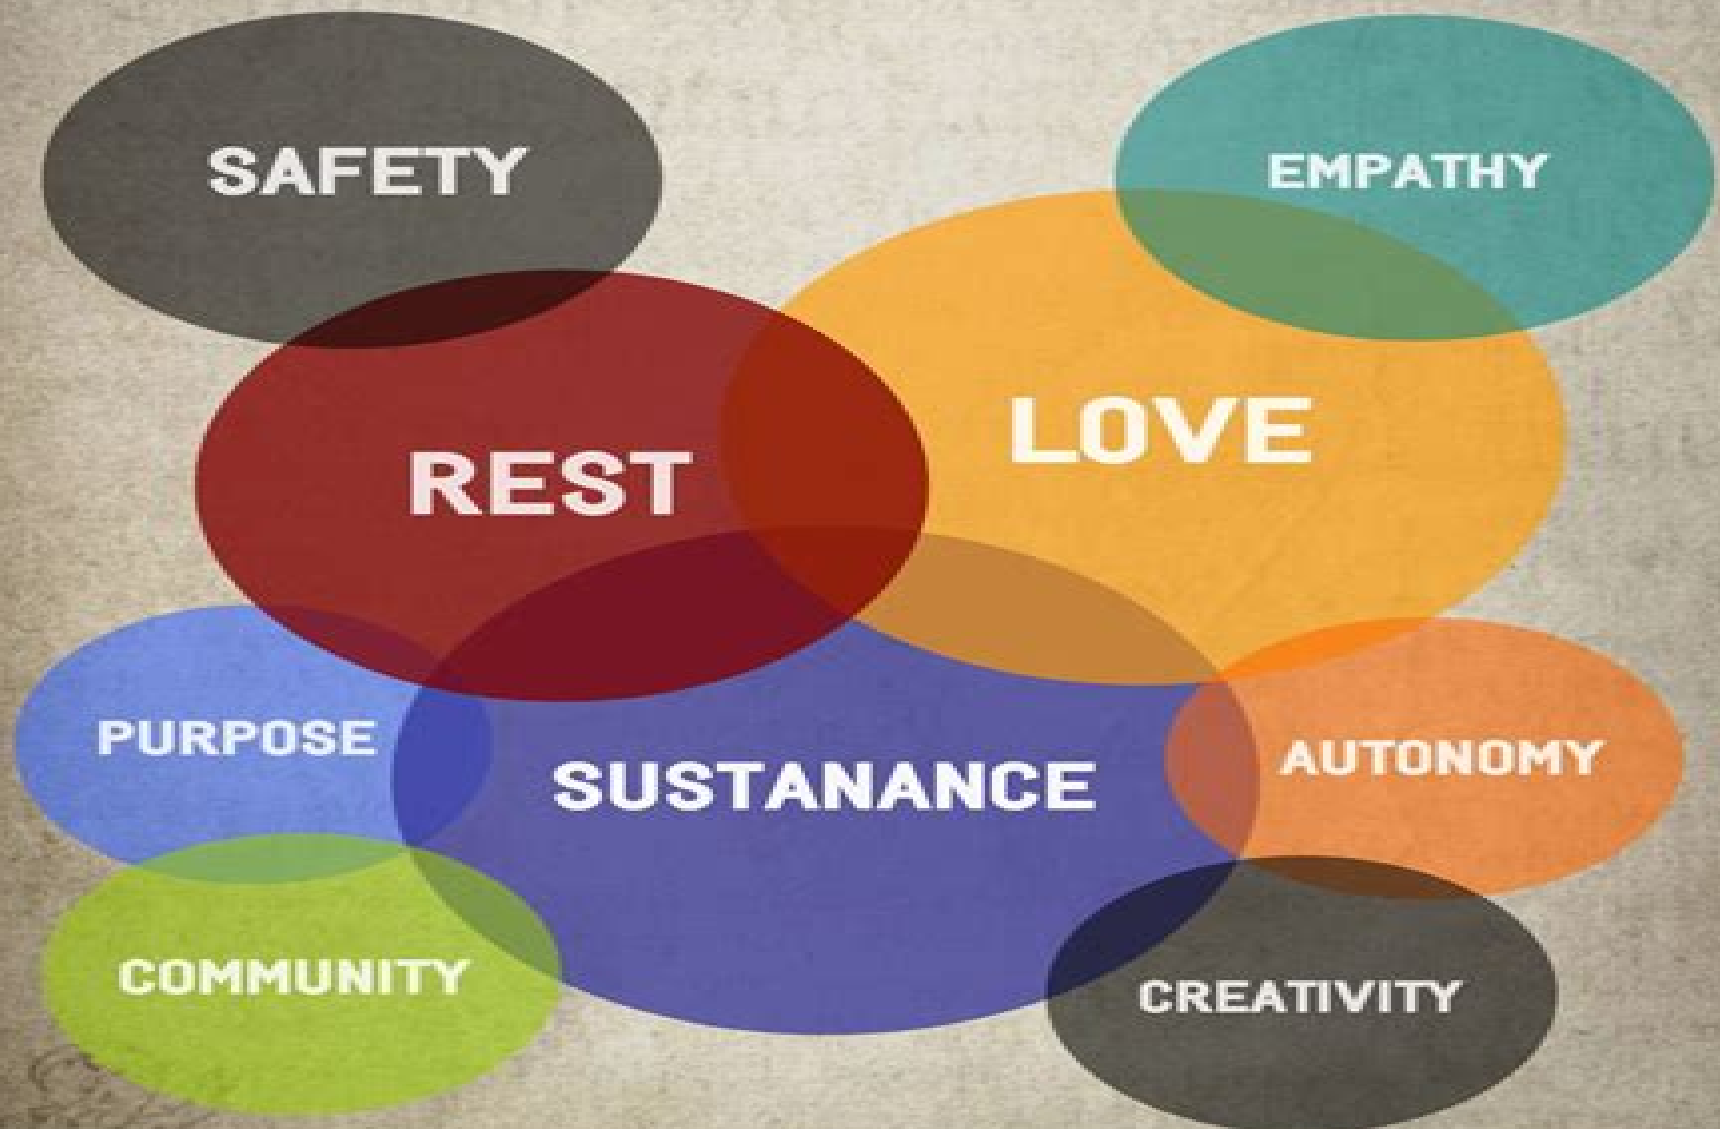 SAFETY
EMPATHY
LOVE
REST
PURPOSE
SUSTANANCE
AUTONOMY
COMMUNITY
CREATIVITY